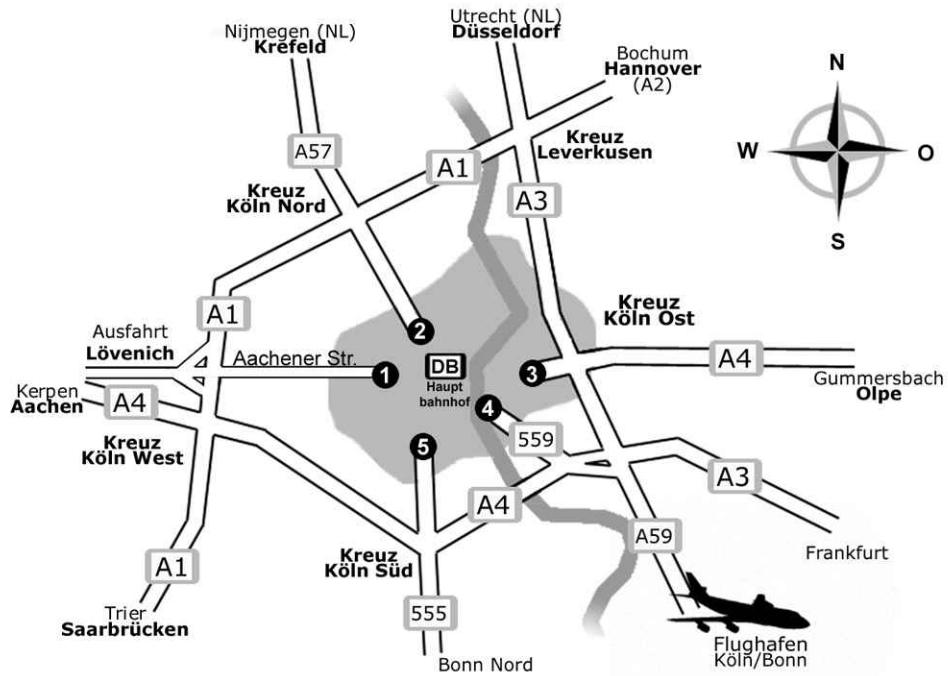 Utrecht (NL)
Düsseldorf
Nijmegen (NL)
Krefeld
Bochum
Hannover
(A2)
N
W
O
S
A57
A1
Kreuz
Leverkusen
A3
Kreuz
Köln Nord
A1
Kreuz
Köln Ost
Ausfahrt
Lövenich
Aachener Str.
2
1
DB
Haupt
bahnhof
3
A4
Gummersbach
Olpe
Kerpen
Aachen
A4
4
Kreuz
Köln West
5
559
A4
A3
A59
Frankfurt
A1
Kreuz
Köln Süd
555
Trier
Saarbrücken
Bonn Nord
Flughafen
Köln/Bonn